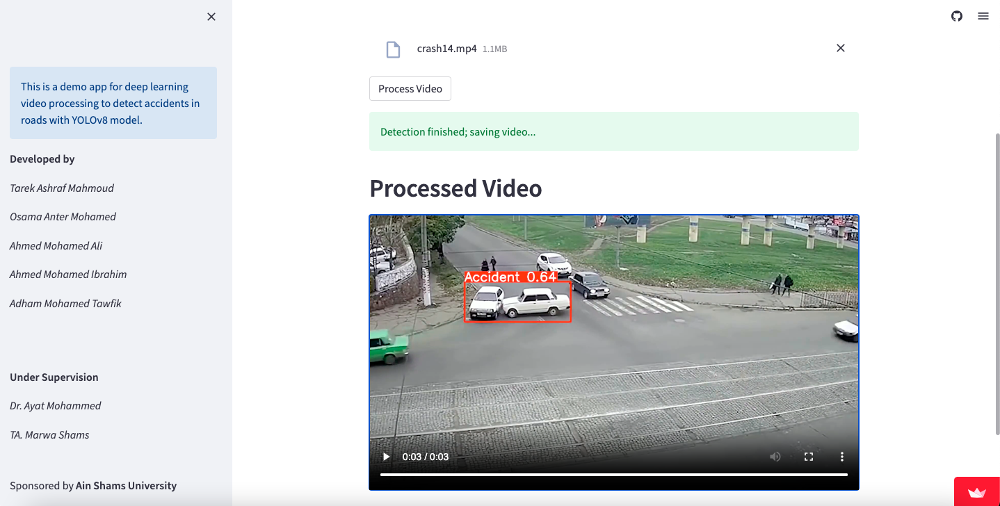 This is a demo app for deep learning
video processing to detect accidents in
roads with YOLOv8 model.
Developed by
Tarek Ashraf Mahmoud
Osama Anter Mohamed
Ahmed Mohamed Ali
Ahmed Mohamed Ibrahim
Adham Mohamed Tawfik
Under Supervision
Dr. Ayat Mohammed
TA. Marwa Shams
Sponsored by Ain Shams University
crash14.mp4 1.1MB
Process Video
Detection finished; saving video...
Processed Video
Accident 0.64
0:03 / 0:03